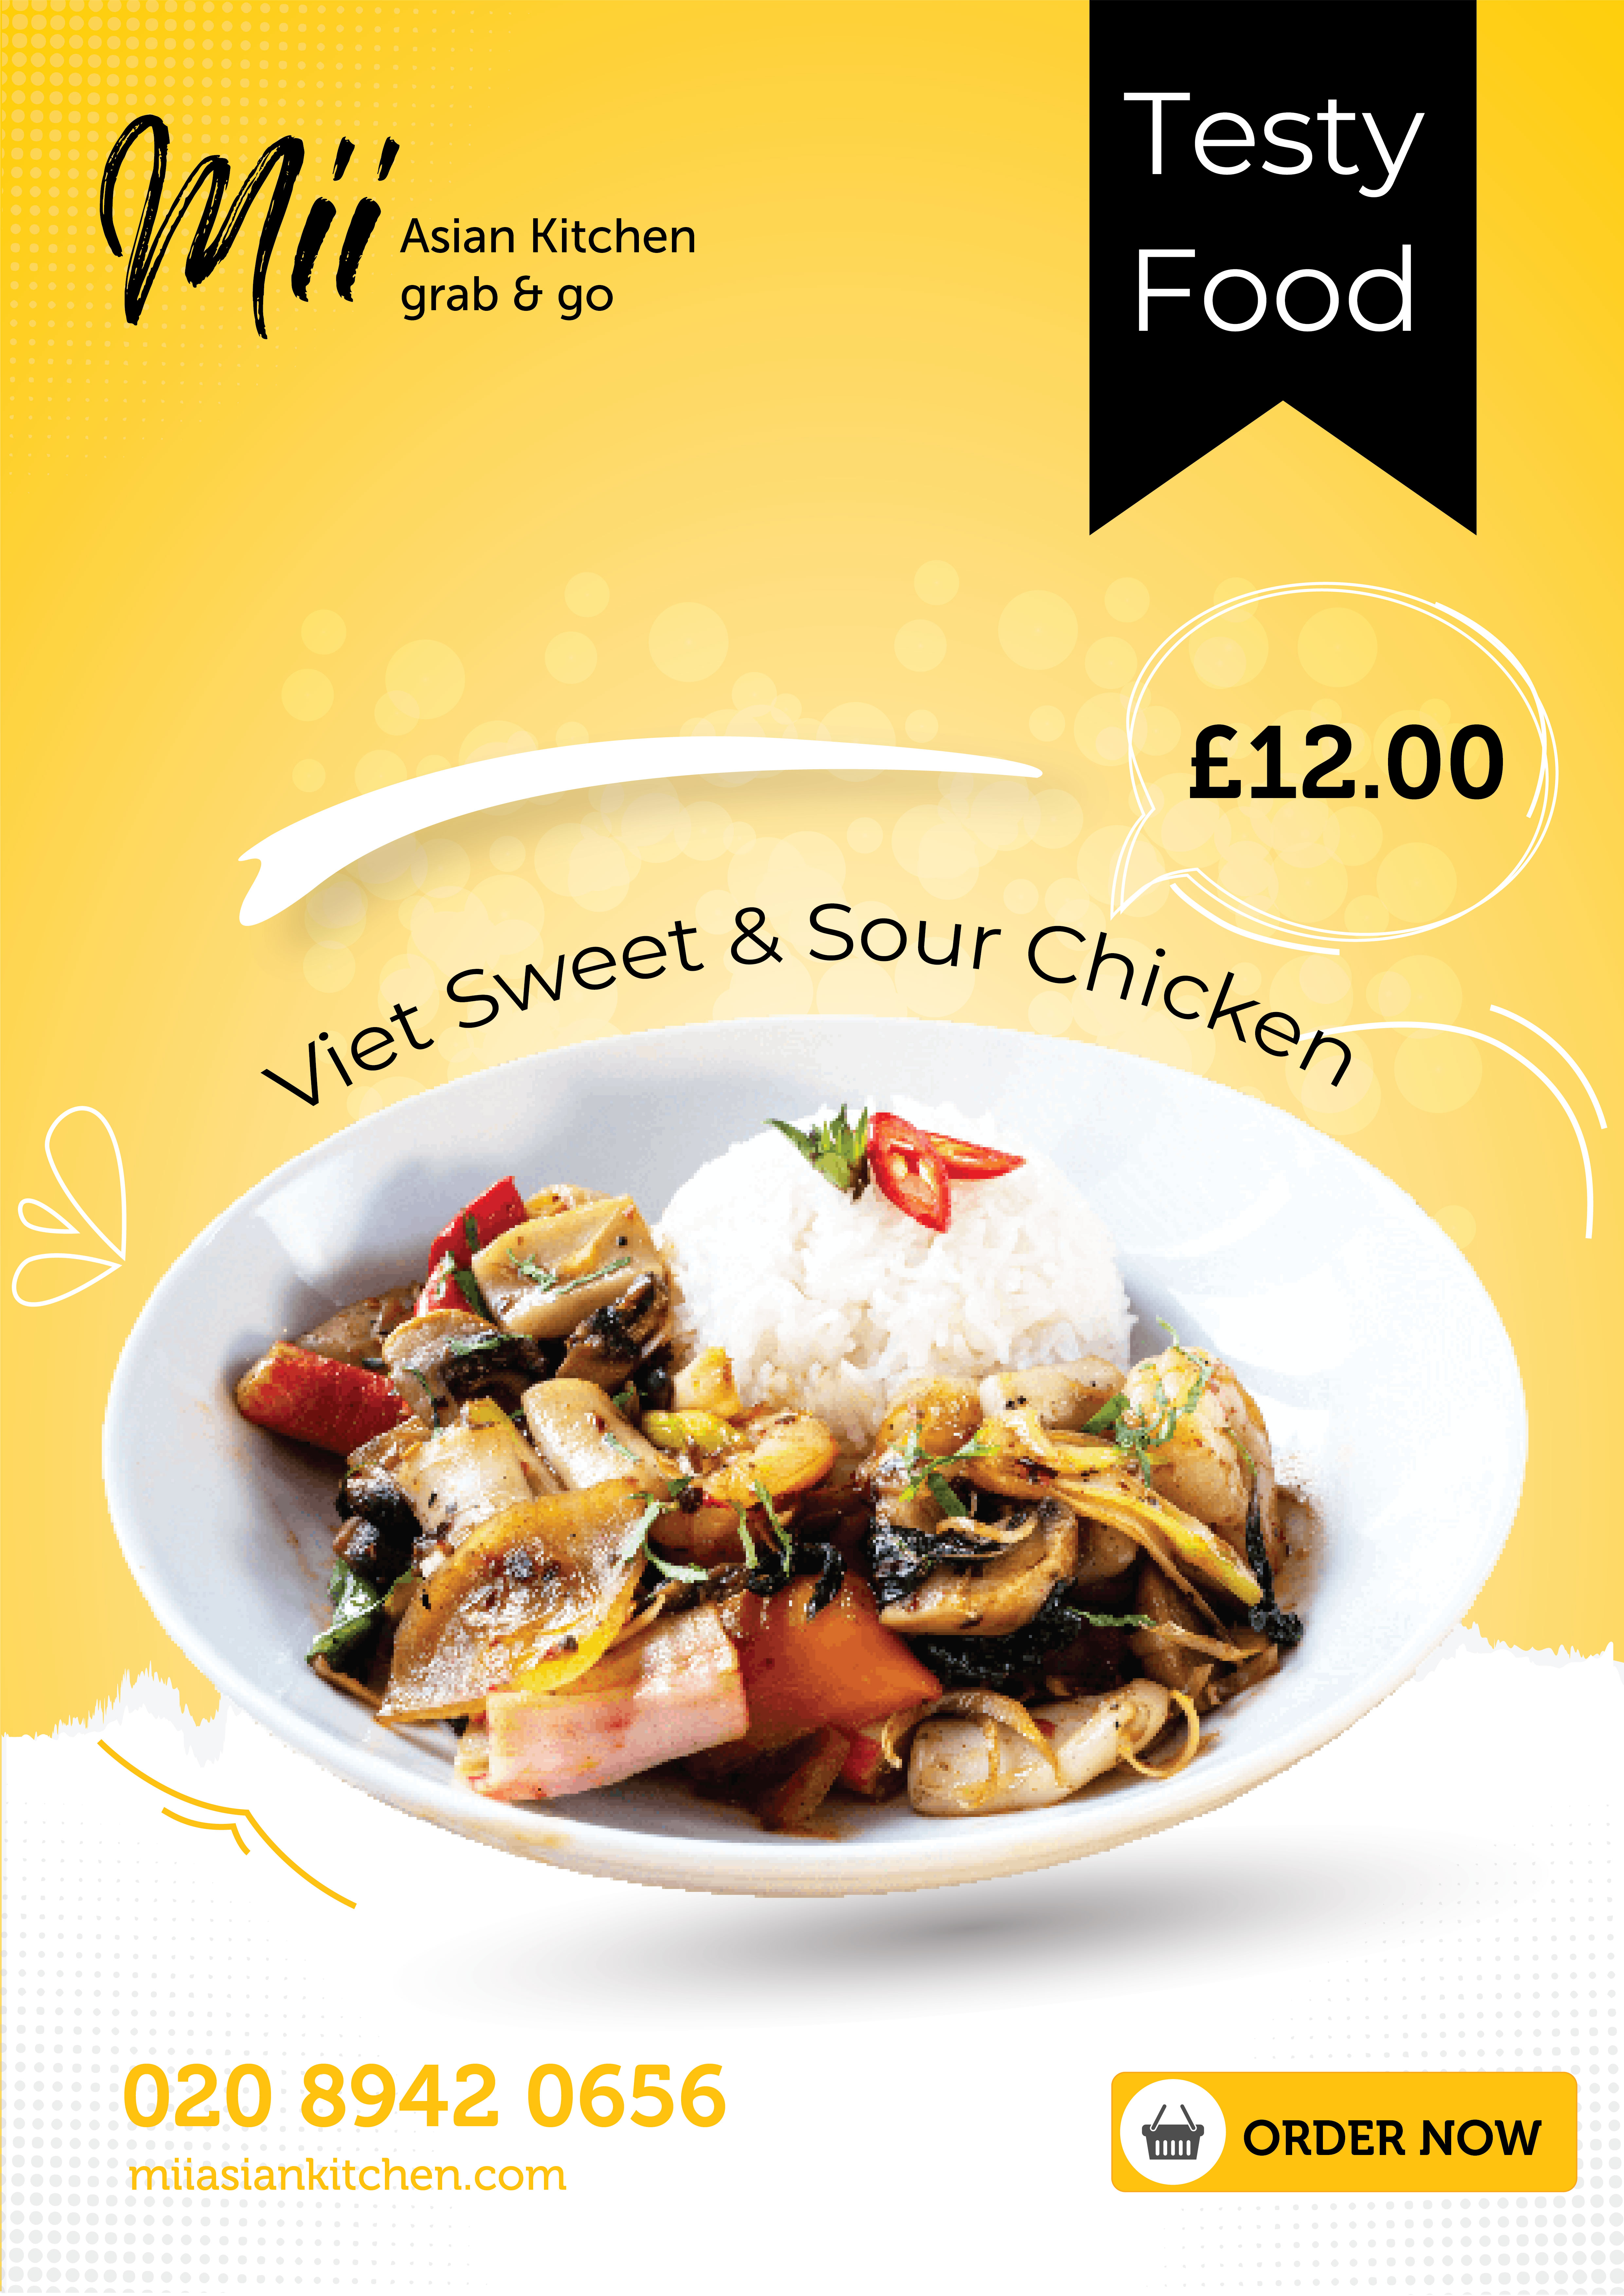 Mii
Asian Kitchen
grab & go
Testy
Food
£12.00
Viet Sweet & Sour Chicken
020 8942 0656
miiasiankitchen.com
ORDER NOW